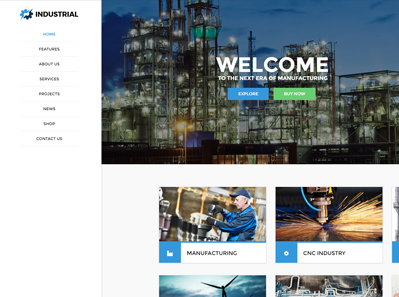 INDUSTRIAL
HOME
FEATURES
ABOUT US
SERVICES
PROJECTS
NEWS
SHOP
CONTACT US
WELCOME
TO THE NEXT ERA OF MANUFACTURING
EXPLORE
BUY NOW
MANUFACTURING
CNC INDUSTRY